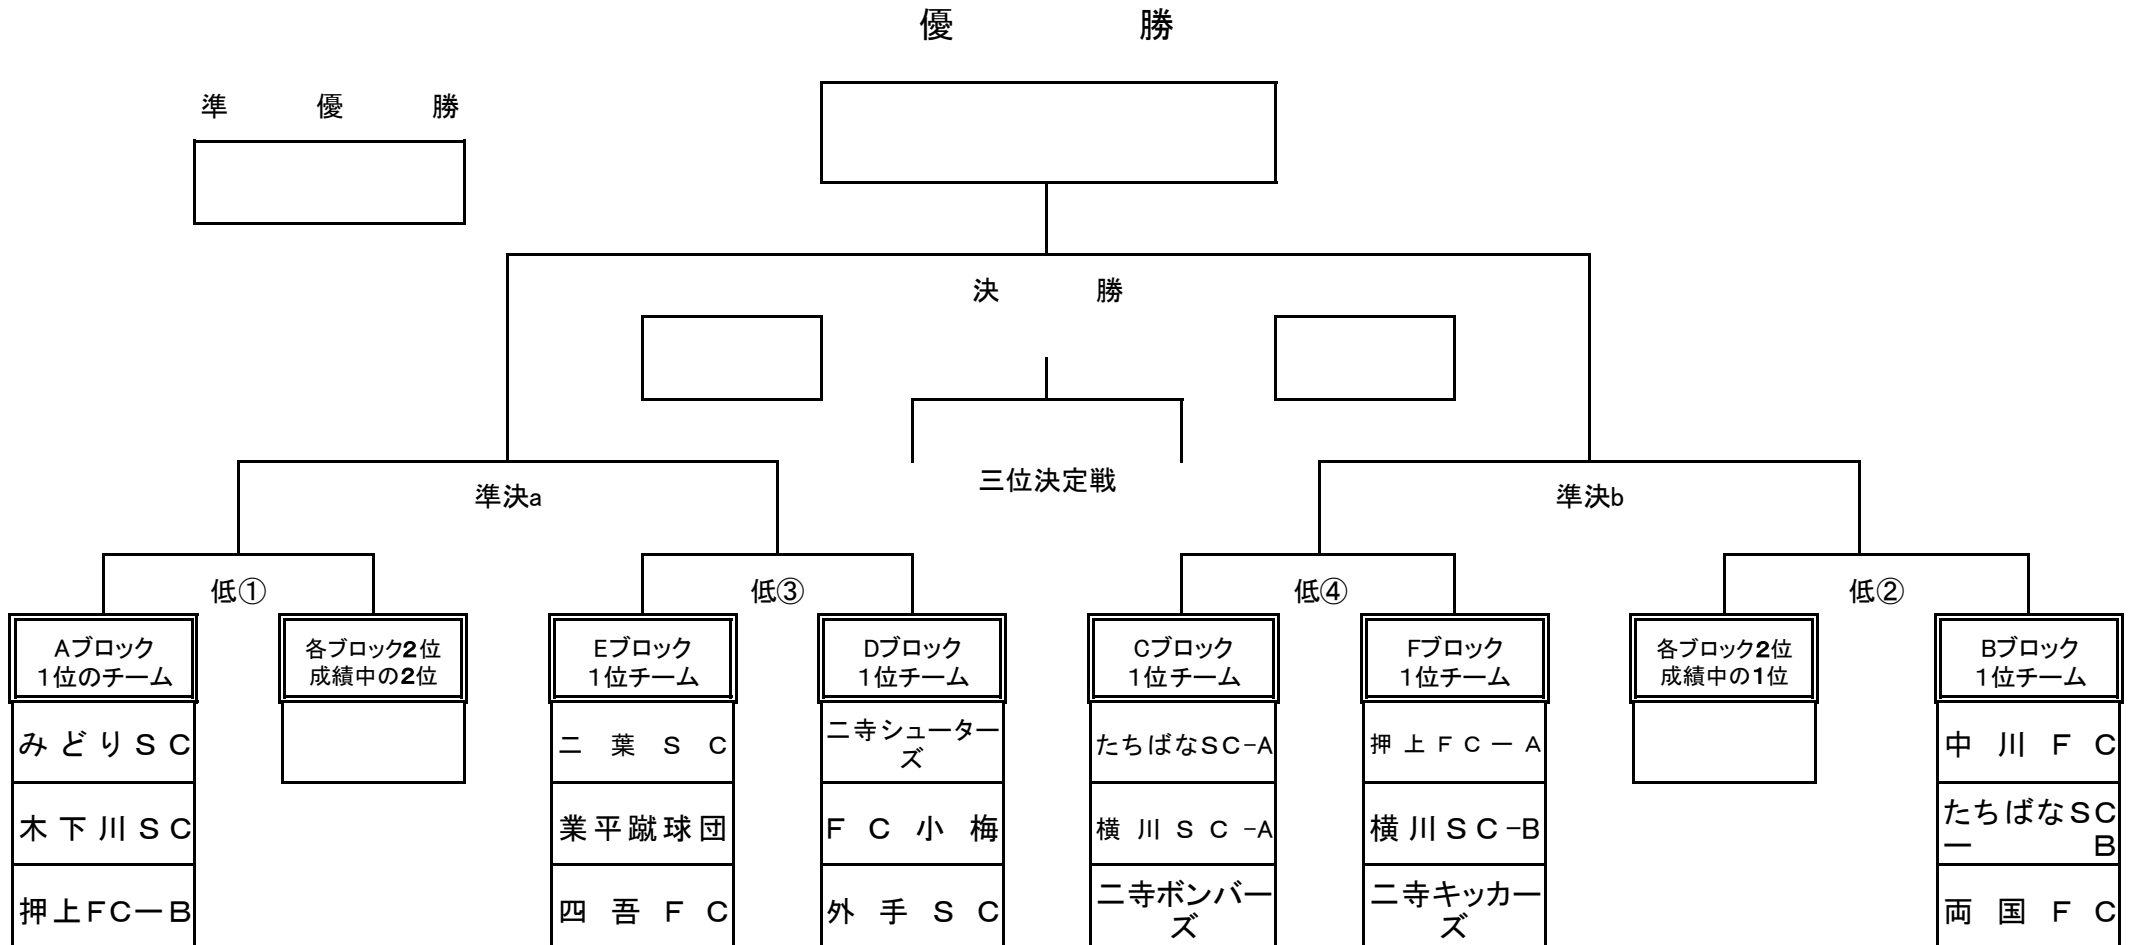 優勝
準優勝
決勝
三位決定戦
準決a
準決b
低①
低③
低④
低②
Aブロック
1位のチーム
各ブロック2位
成績中の2位
Eブロック
1位チーム
Dブロック
1位チーム
Cブロック
1位チーム
Fブロック
1位チーム
各ブロック2位
成績中の1位
Bブロック
1位チーム
みどりSC
二葉SC
二寺シューター
ズ
たちばなSC-A
押上FCーA
中川FC
木下川SC
業平蹴球団
FC小梅
横川SC-A
横川SC-B
たちばなSC
ーB
押上FCーB
四吾FC
外手SC
二寺ボンバー
ズ
二寺キッカー
ズ
両国FC